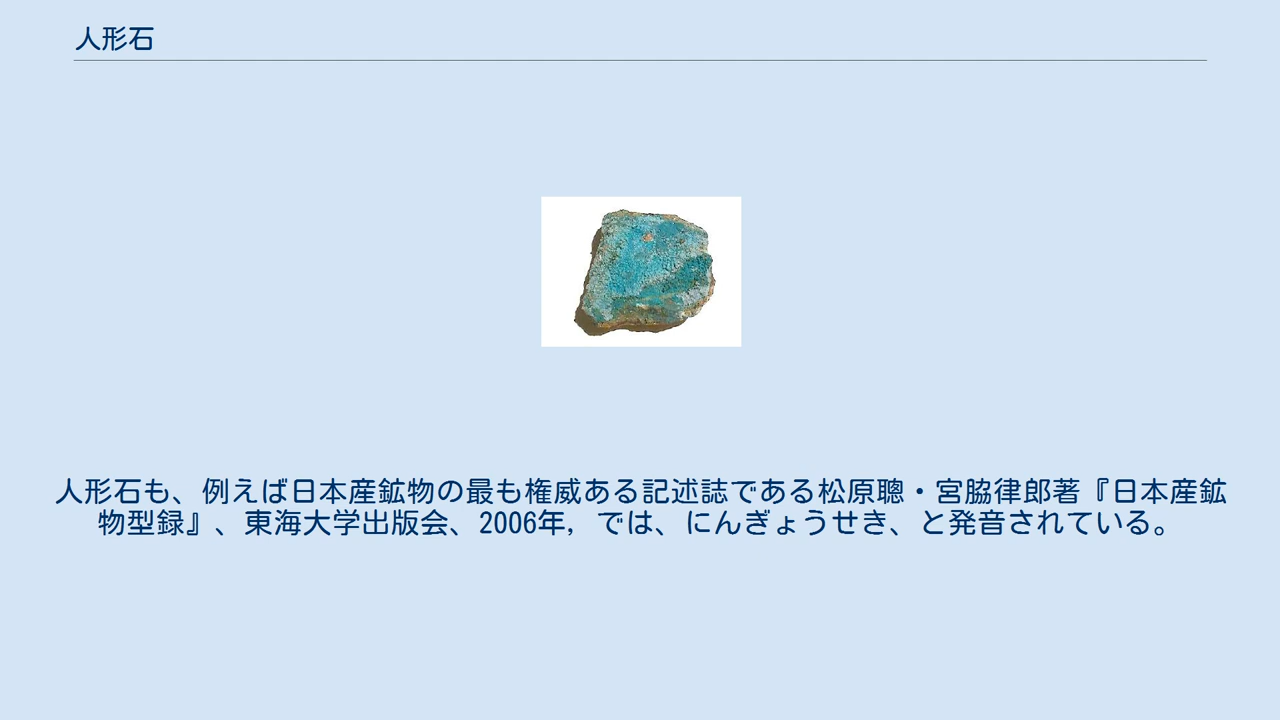 人形石
人形石も、例えば日本産鉱物の最も権威ある記述誌である松原聰・宮脇律郎著『日本産鉱
物型録』、東海大学出版会、2006年，では、にんぎょうせき、と発音されている。